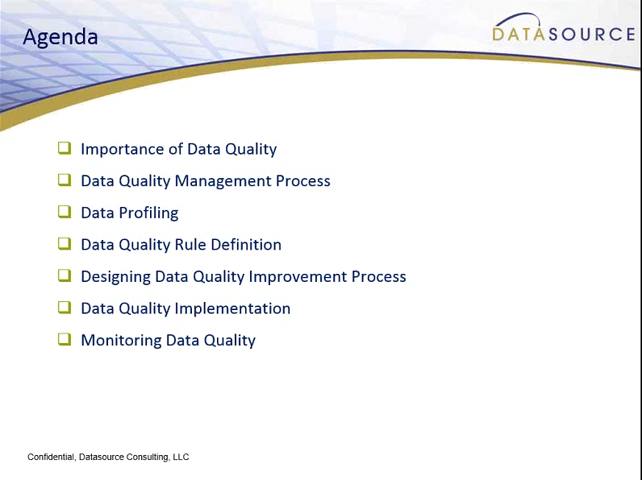 Agenda
DATASOURCE
Importance of Data Quality
Data Quality Management Process
Data Profiling
Data Quality Rule Definition
Designing Data Quality Improvement Process
Data Quality Implementation
Monitoring Data Quality
Confidential, Datasource Consulting, LLC